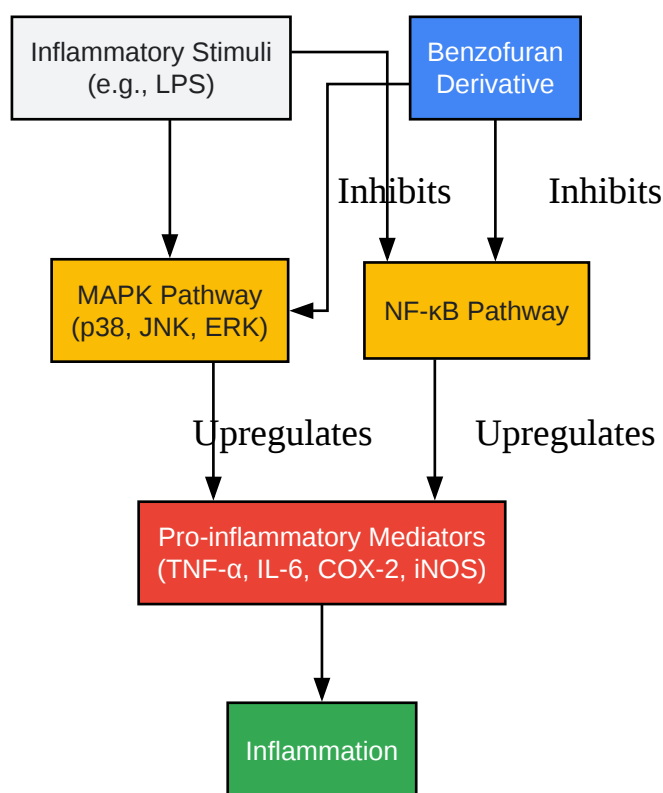 Inflammatory Stimuli
(e.g., LPS)
Benzofuran
Derivative
Inhibits
Inhibits
MAPK Pathway
(p38, JNK, ERK)
NF-κB Pathway
Upregulates
Upregulates
Pro-inflammatory Mediators
(TNF-α, IL-6, COX-2, iNOS)
Inflammation